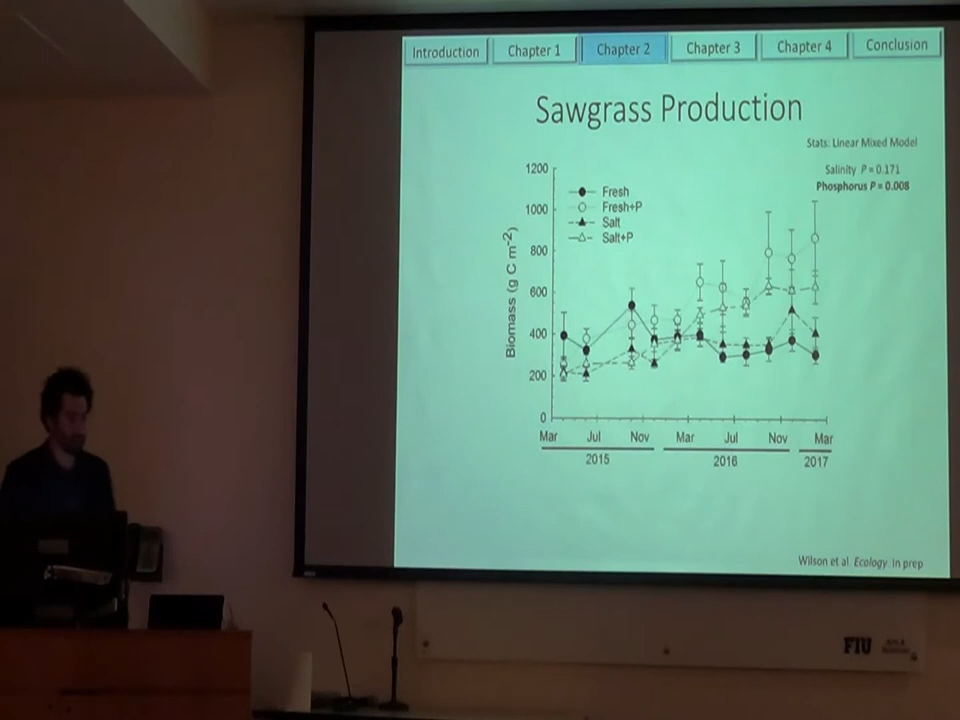 Introduction Chapter 1 Chapter 2 Chapter 3 Chapter 4 Conclusion
Sawgrass Production
Stats: Linear Mixed Model
Salinity P = 0.171
Phosphorus P = 0.008
Fresh
Fresh+P
Salt
Salt+P
Biomass (g C m-2)
1200
1000
800
600
400
200
0
Mar Jul Nov Mar Jul Nov Mar
2015 2016 2017
Wilson et al. Ecology. In prep
FIU